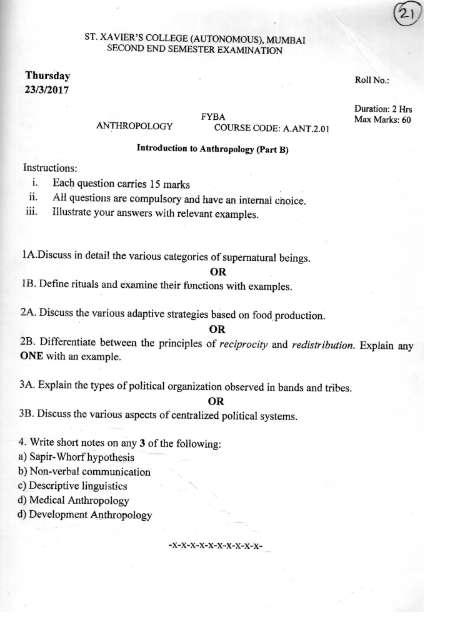 21
ST. XAVIER'S COLLEGE (AUTONOMOUS), MUMBAI
SECOND END SEMESTER EXAMINATION
Thursday
23/3/2017
Roll No.:
Duration: 2 Hrs
Max Marks: 60
FYBA
ANTHROPOLOGY COURSE CODE: A.ANT.2.01
Introduction to Anthropology (Part B)
Instructions:
i. Each question carries 15 marks
ii. All questions are compulsory and have an internal choice.
iii. Illustrate your answers with relevant examples.
1A.Discuss in detail the various categories of supernatural beings.
OR
1B. Define rituals and examine their functions with examples.
2A. Discuss the various adaptive strategies based on food production.
OR
2B. Differentiate between the principles of reciprocity and redistribution. Explain any
ONE with an example.
3A. Explain the types of political organization observed in bands and tribes.
OR
3B. Discuss the various aspects of centralized political systems.
4. Write short notes on any 3 of the following:
a) Sapir-Whorf hypothesis
b) Non-verbal communication
c) Descriptive linguistics
d) Medical Anthropology
d) Development Anthropology
-x-x-x-x-x-x-x-x-x-x-